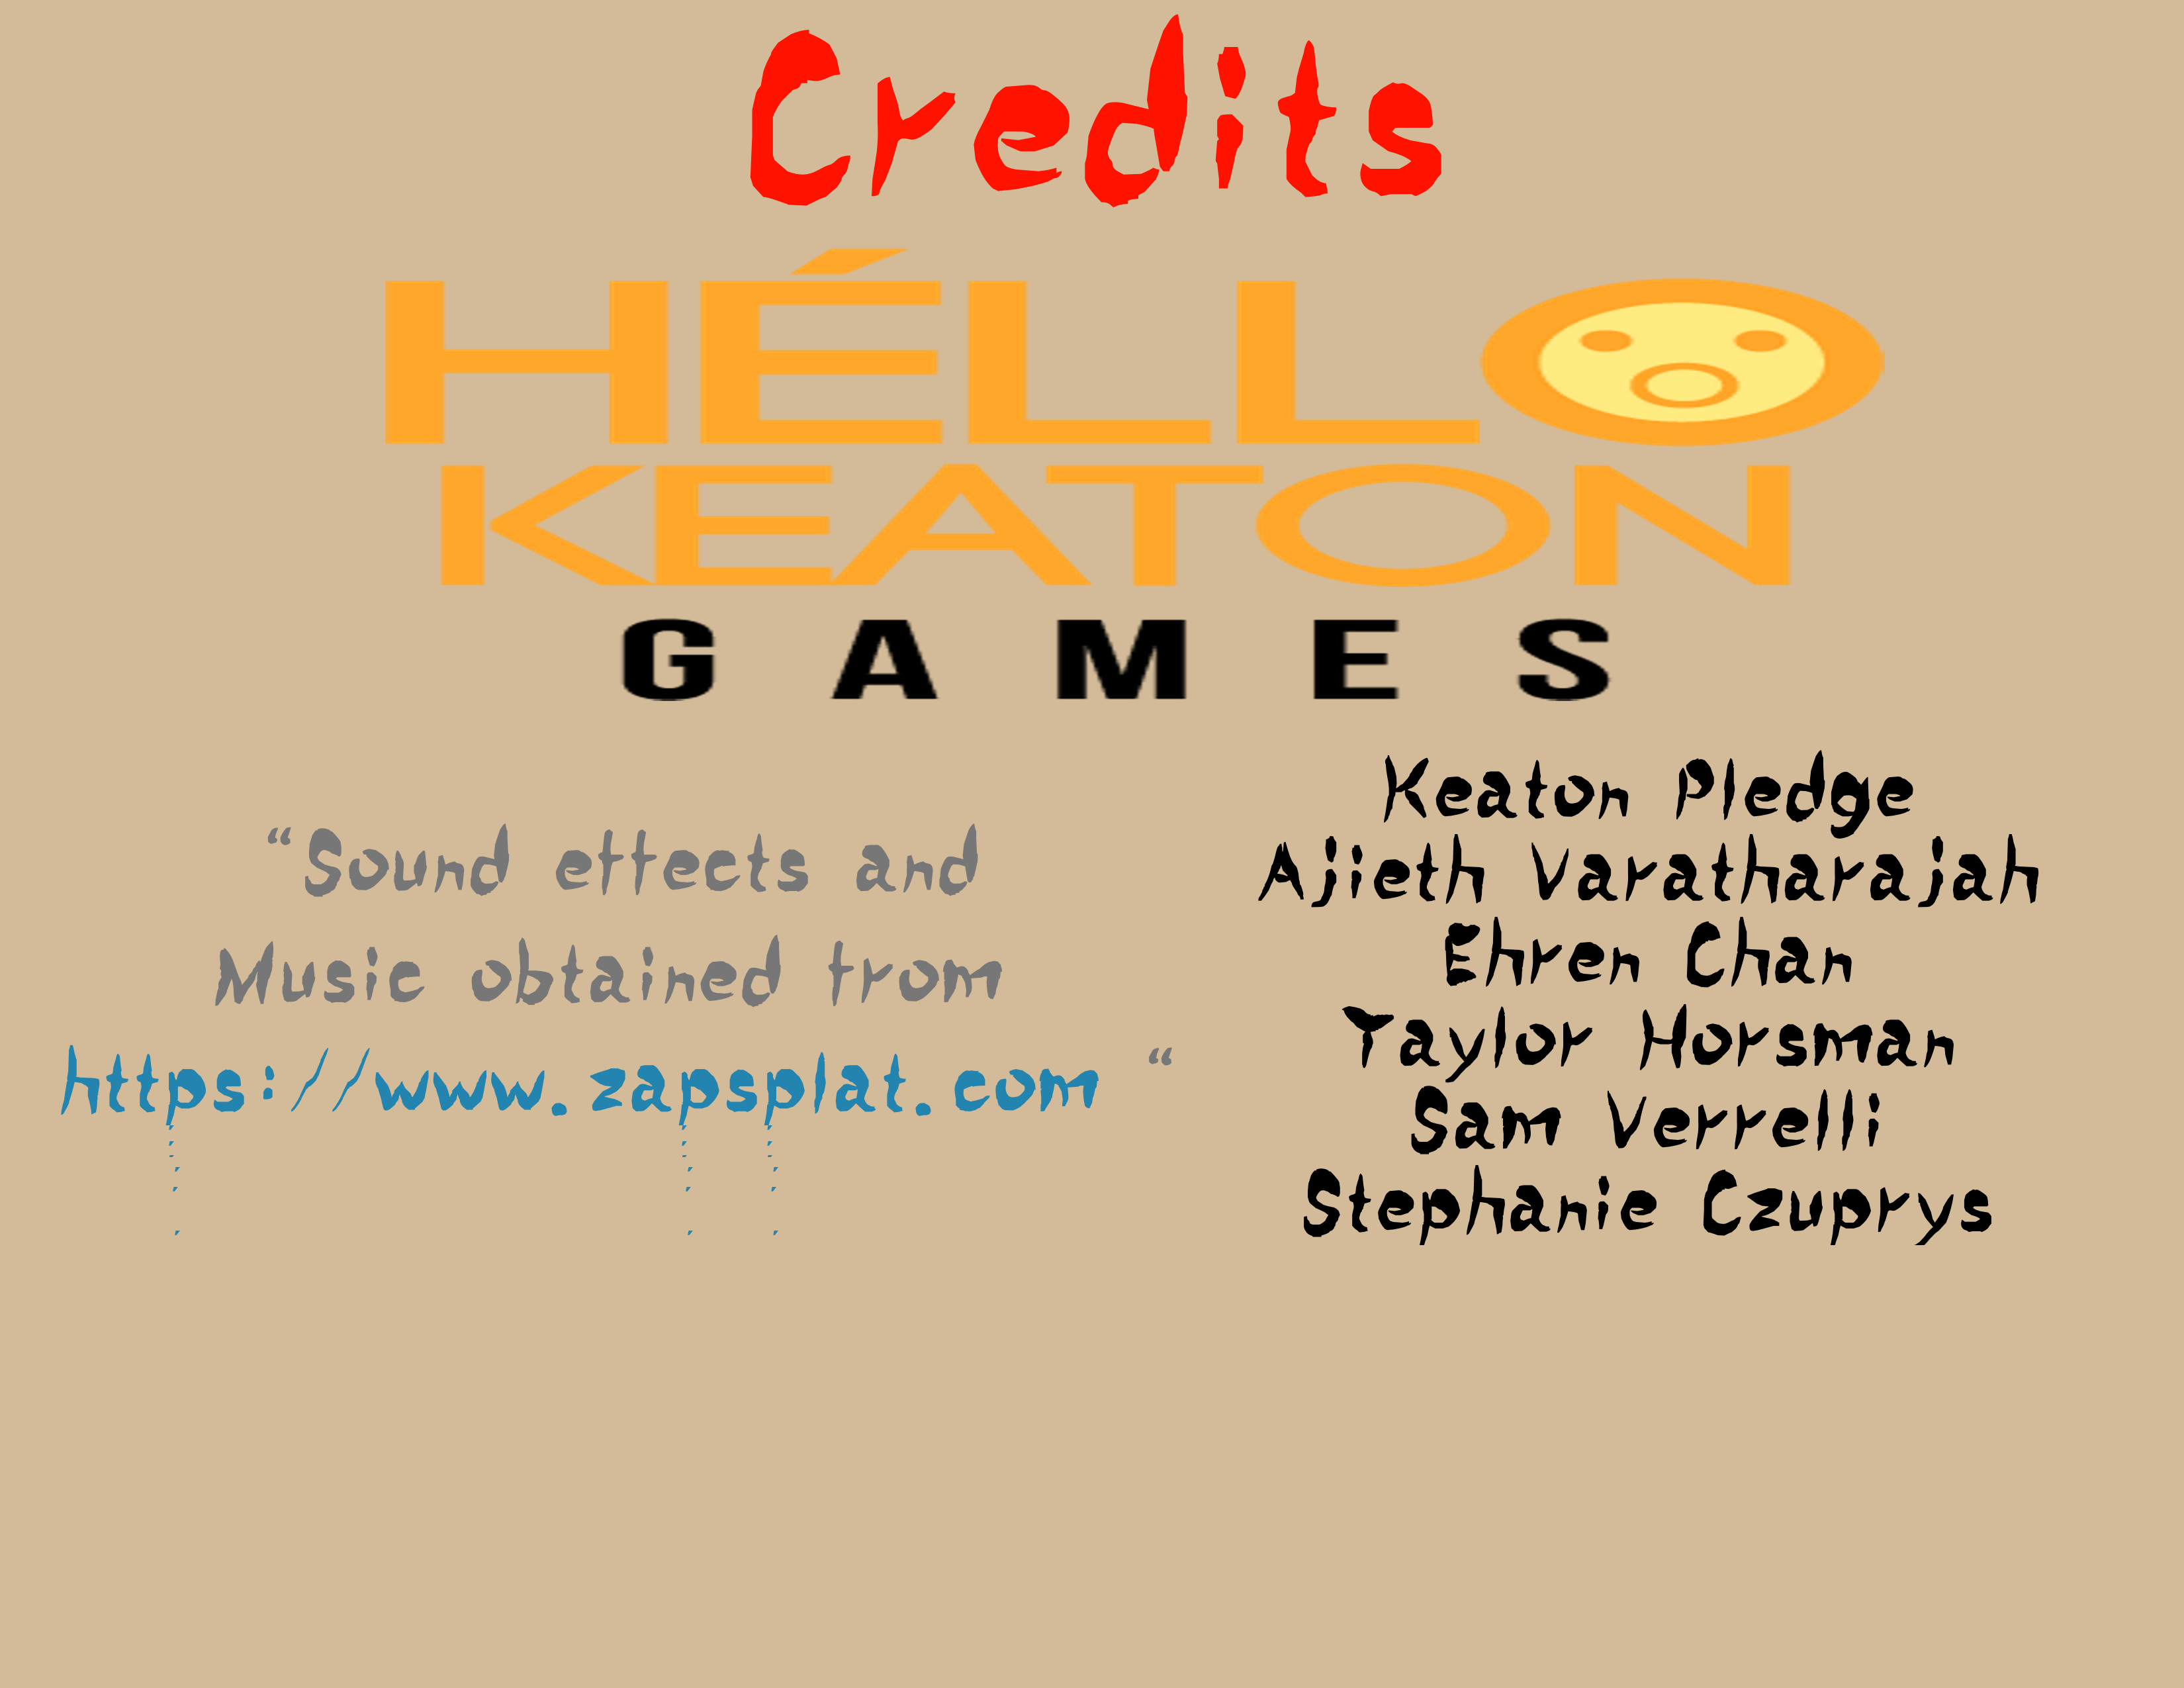 Credits
HÉLLO
KEATON
GAMES
“Sound effects and
Music obtained from
https://www.zapsplat.com “
Keaton Pledge
Ajieth Vanatharajah
Ehren Chan
Taylor Horsman
Sam Verrelli
Stephanie Czuprys